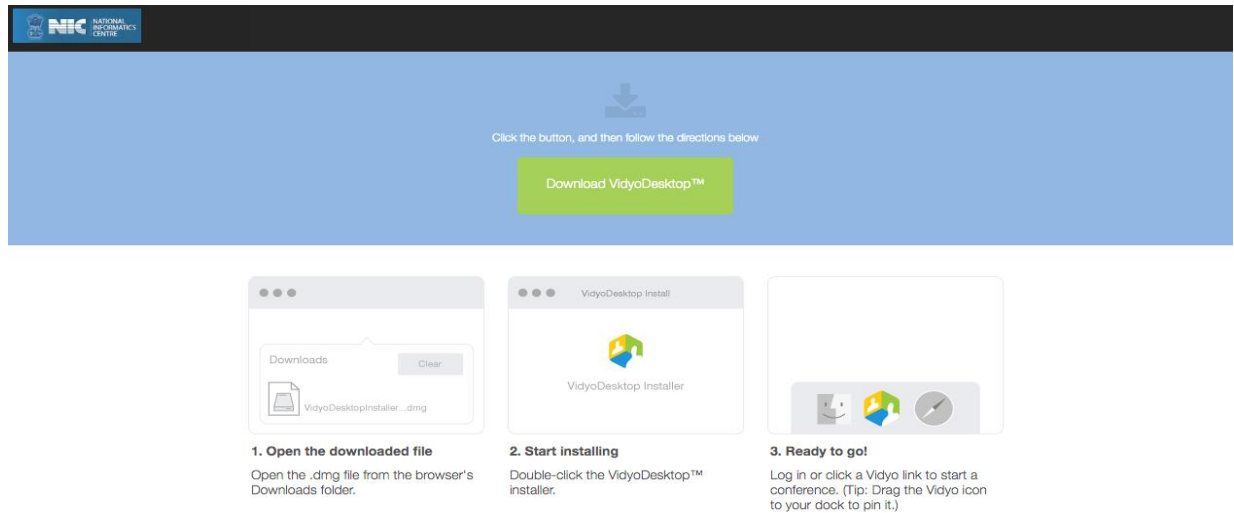 NIC
NATIONAL
INFORMATICS
CENTRE
Click the button, and then follow the directions below
Download VidyoDesktop™
Downloads
Clear
VidyoDesktopInstaller...dmg
VidyoDesktop Install
VidyoDesktop Installer
1. Open the downloaded file
Open the .dmg file from the browser's
Downloads folder.
2. Start installing
Double-click the VidyoDesktop™
installer.
3. Ready to go!
Log in or click a Vidyo link to start a
conference. (Tip: Drag the Vidyo icon
to your dock to pin it.)